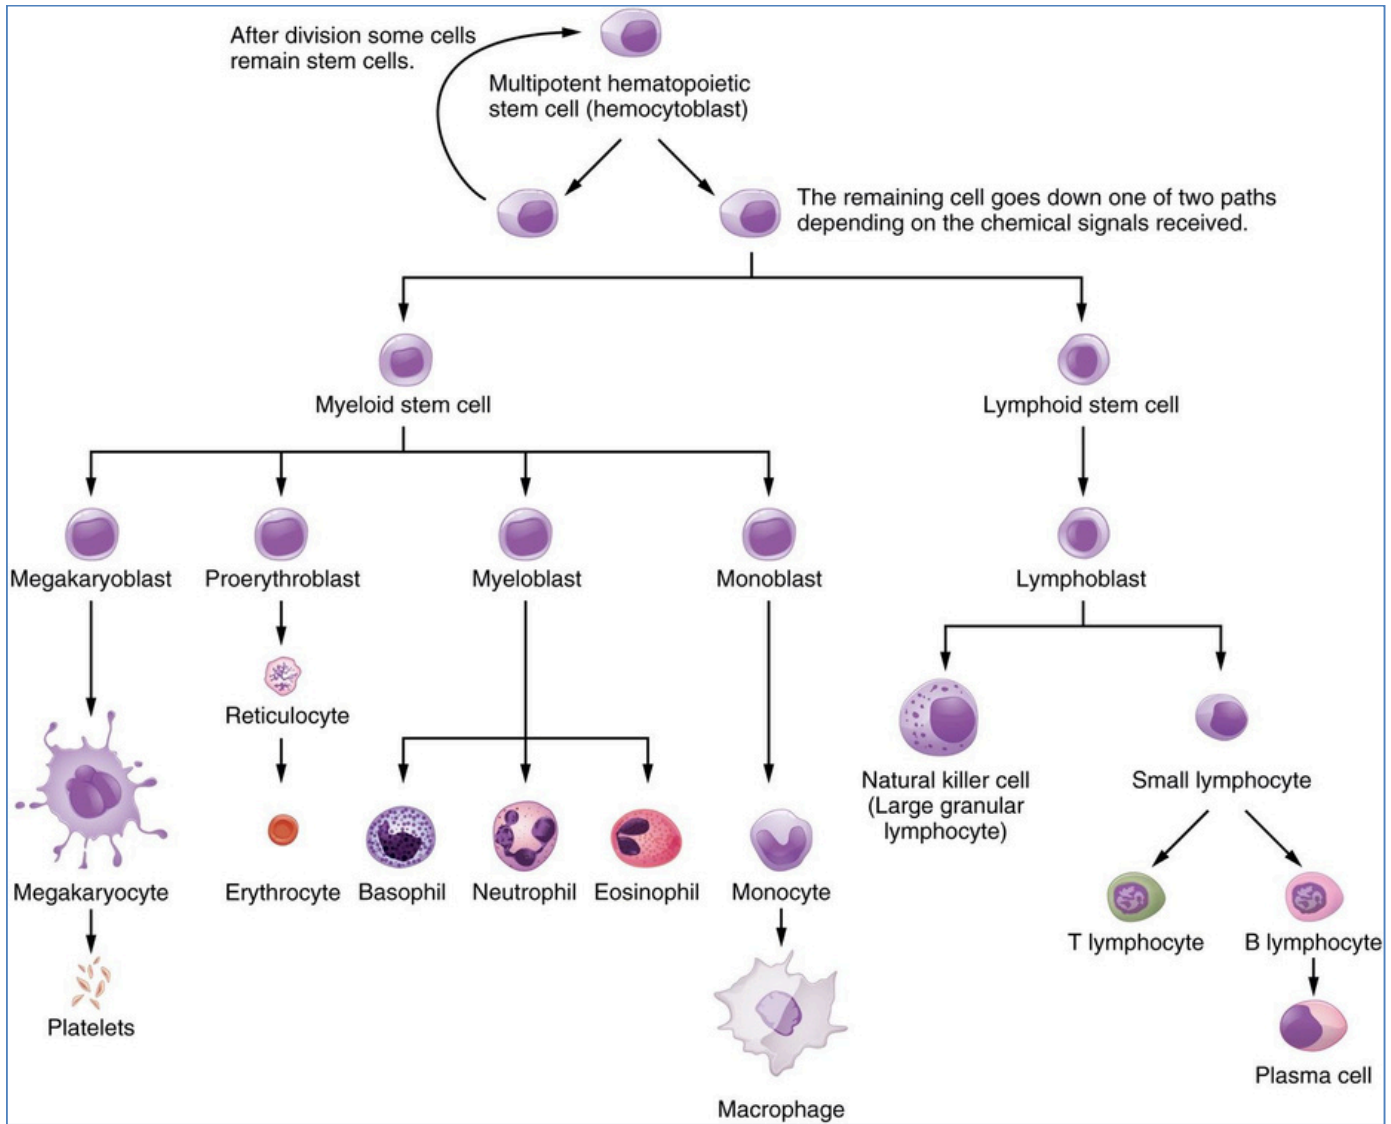 After division some cells
remain stem cells.
Multipotent hematopoietic
stem cell (hemocytoblast)
The remaining cell goes down one of two paths
depending on the chemical signals received.
Myeloid stem cell
Lymphoid stem cell
Megakaryoblast
Proerythroblast
Myeloblast
Monoblast
Lymphoblast
Reticulocyte
Natural killer cell
(Large granular
lymphocyte)
Small lymphocyte
Megakaryocyte
Erythrocyte
Basophil
Neutrophil
Eosinophil
Monocyte
T lymphocyte
B lymphocyte
Platelets
Plasma cell
Macrophage